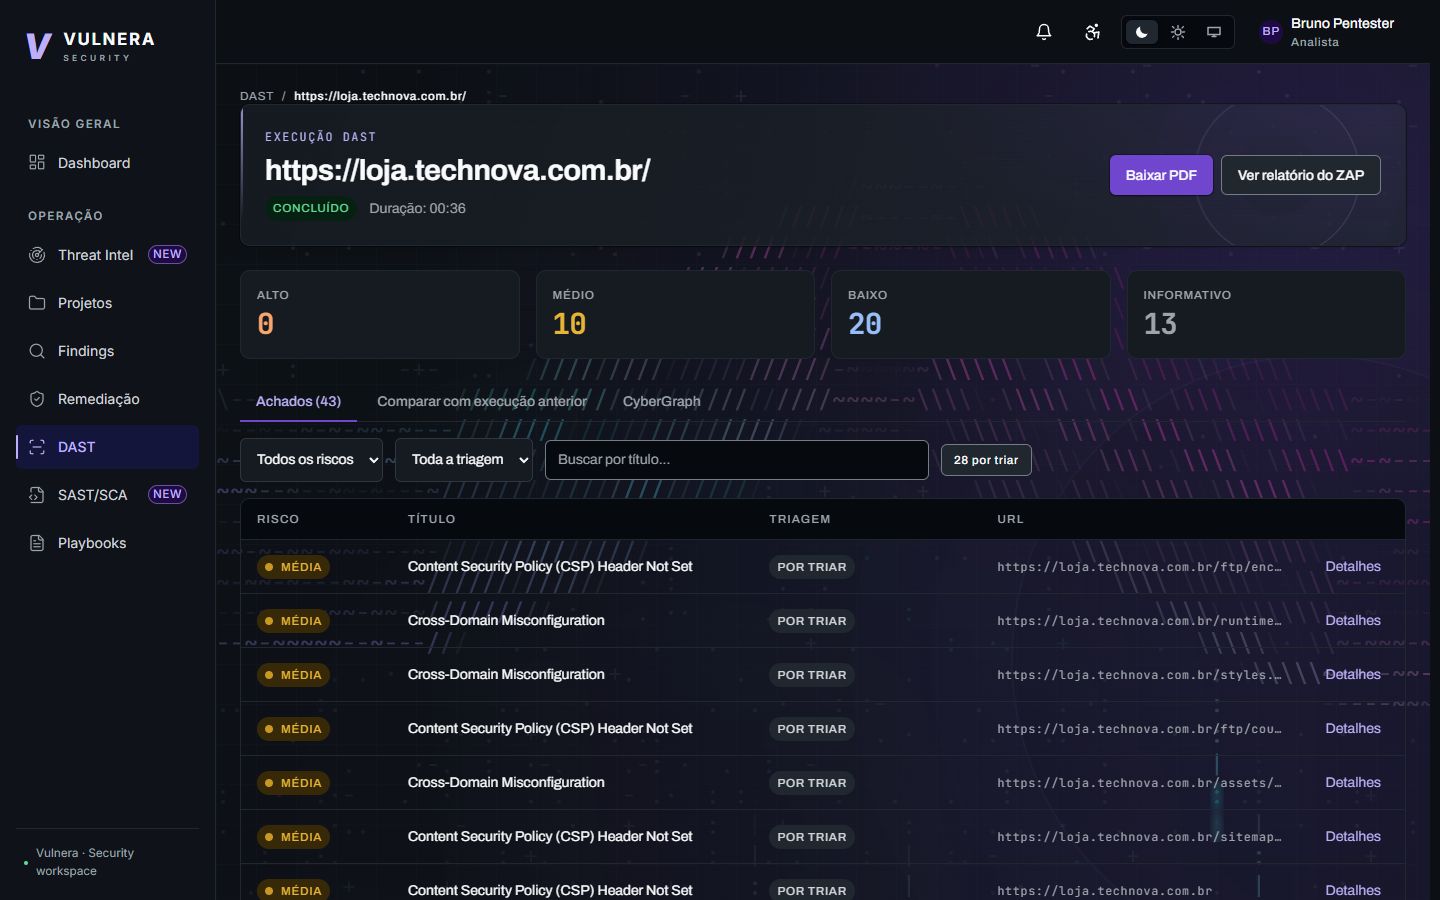 VULNERA
SECURITY
VISÃO GERAL
Dashboard
OPERAÇÃO
Threat Intel NEW
Projetos
Findings
Remediação
DAST
SAST/SCA NEW
Playbooks
Vulnera · Security
workspace
BP
Bruno Pentester
Analista
DAST / https://loja.technova.com.br/
EXECUÇÃO DAST
https://loja.technova.com.br/
CONCLUÍDO Duração: 00:36
Baixar PDF Ver relatório do ZAP
ALTO
0
MÉDIO
10
BAIXO
20
INFORMATIVO
13
Achados (43) Comparar com execução anterior CyberGraph
Todos os riscos Toda a triagem Buscar por título... 28 por triar
RISCO TÍTULO TRIAGEM URL
MÉDIA Content Security Policy (CSP) Header Not Set POR TRIAR https://loja.technova.com.br/ftp/enc… Detalhes
MÉDIA Cross-Domain Misconfiguration POR TRIAR https://loja.technova.com.br/runtime… Detalhes
MÉDIA Cross-Domain Misconfiguration POR TRIAR https://loja.technova.com.br/styles.… Detalhes
MÉDIA Content Security Policy (CSP) Header Not Set POR TRIAR https://loja.technova.com.br/ftp/cou… Detalhes
MÉDIA Cross-Domain Misconfiguration POR TRIAR https://loja.technova.com.br/assets/… Detalhes
MÉDIA Content Security Policy (CSP) Header Not Set POR TRIAR https://loja.technova.com.br/sitemap… Detalhes
MÉDIA Content Security Policy (CSP) Header Not Set POR TRIAR https://loja.technova.com.br Detalhes